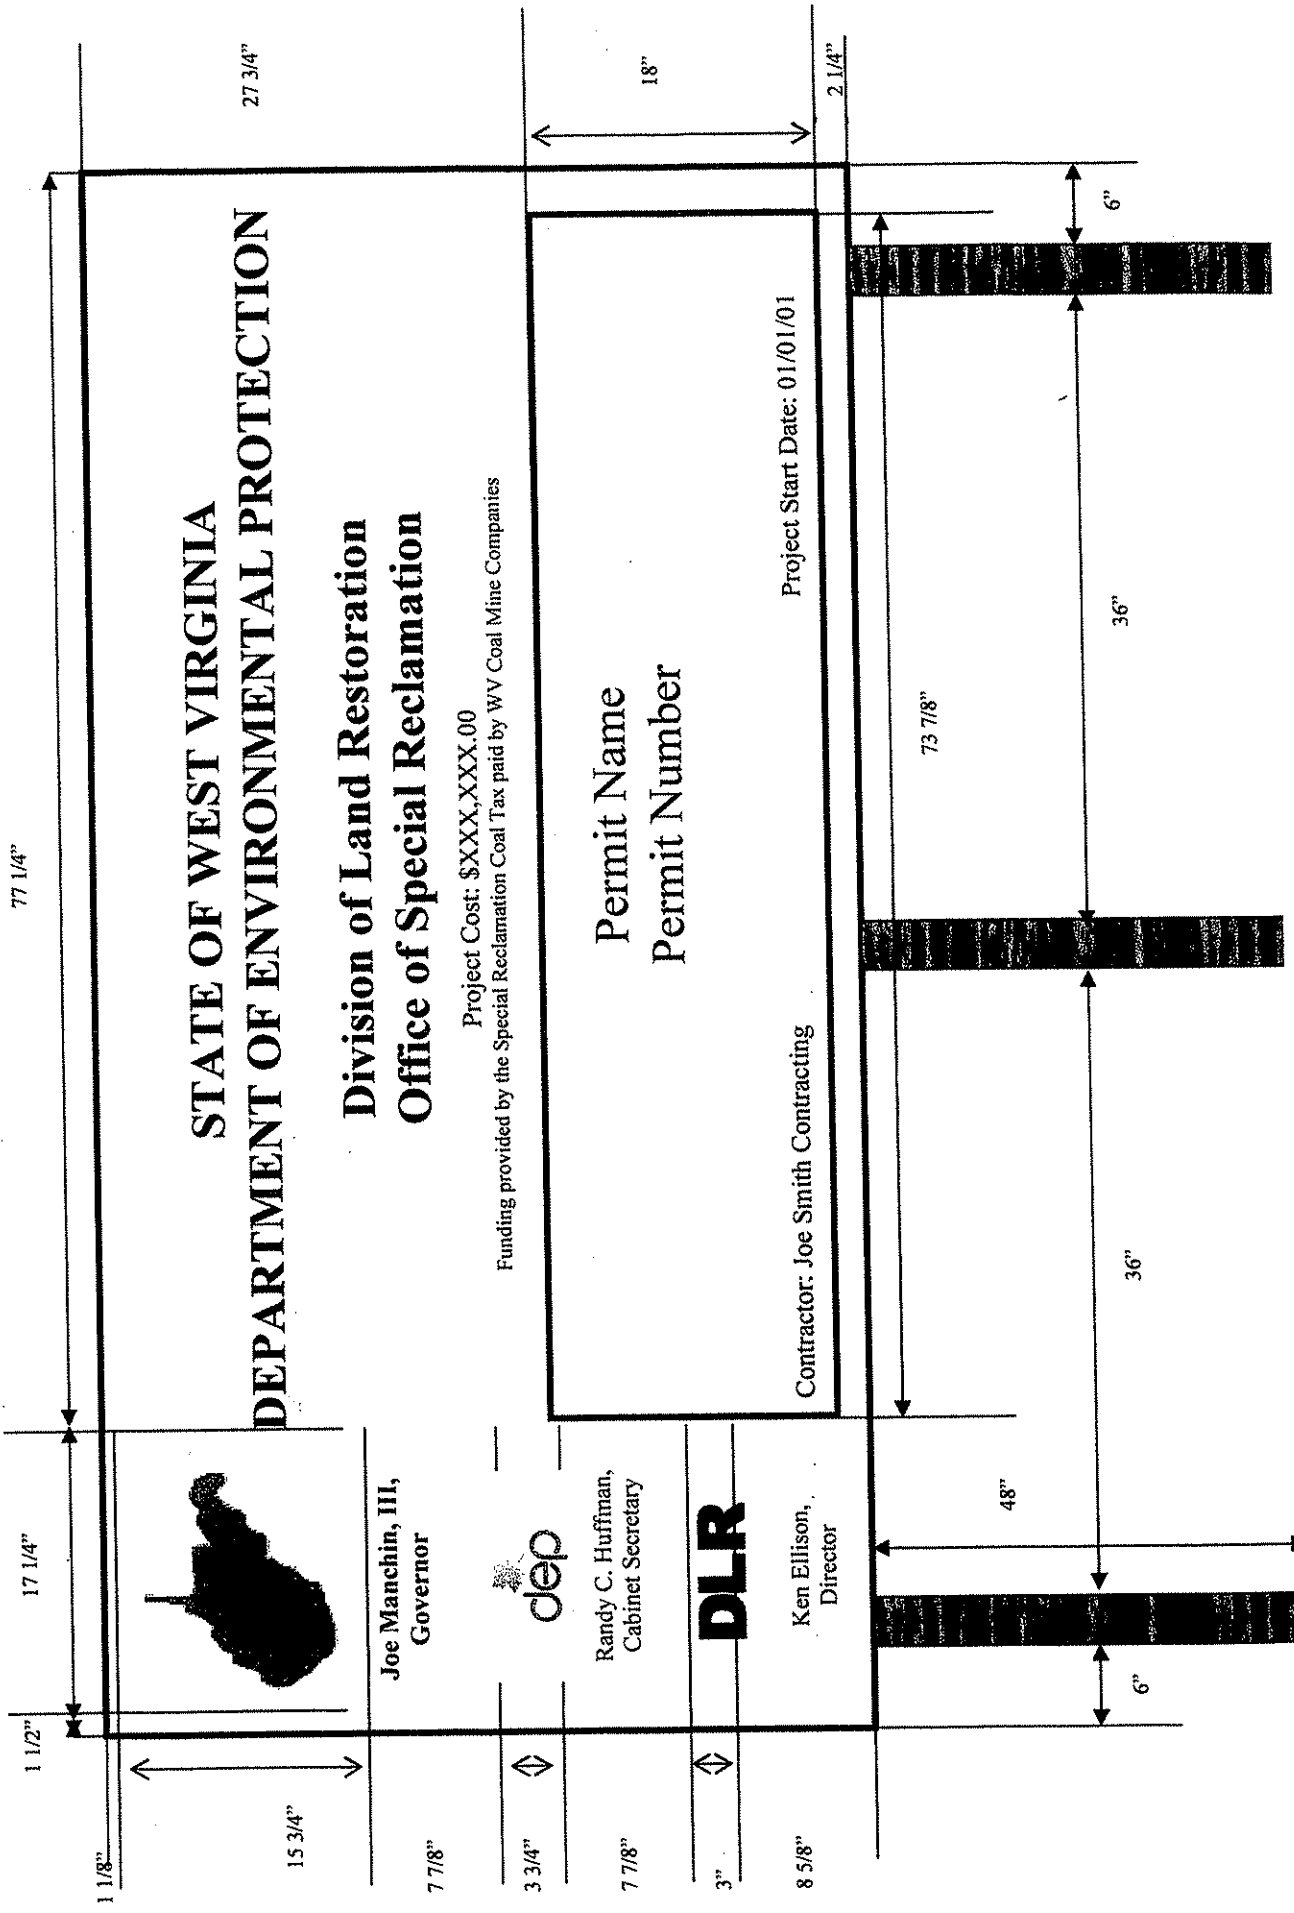 77 1/4”
17 1/4”
1 1/2”
1 1/8”
15 3/4”
7 7/8”
3 3/4”
7 7/8”
3”
8 5/8”
27 3/4”
18”
2 1/4”
STATE OF WEST VIRGINIA
DEPARTMENT OF ENVIRONMENTAL PROTECTION
Division of Land Restoration
Office of Special Reclamation
Project Cost: $XXX,XXX.00
Funding provided by the Special Reclamation Coal Tax paid by WV Coal Mine Companies
Joe Manchin, III,
Governor
dep
Randy C. Huffman,
Cabinet Secretary
DLR
Ken Ellison,
Director
Permit Name
Permit Number
Contractor: Joe Smith Contracting
Project Start Date: 01/01/01
73 7/8”
48”
6”
36”
36”
6”